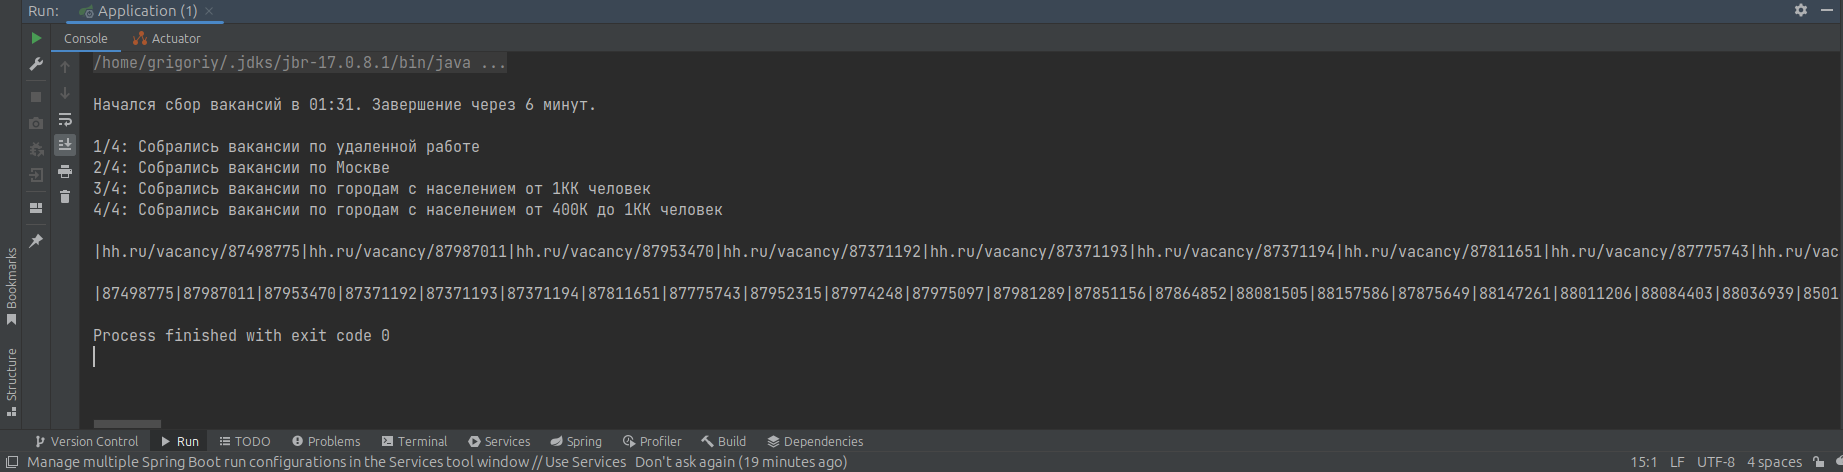 Run: Application (1)
Console Actuator
/home/grigoriy/.jdks/jbr-17.0.8.1/bin/java ...
Начался сбор вакансий в 01:31. Завершение через 6 минут.
1/4: Собрались вакансии по удаленной работе
2/4: Собрались вакансии по Москве
3/4: Собрались вакансии по городам с населением от 1КК человек
4/4: Собрались вакансии по городам с населением от 400К до 1КК человек
|hh.ru/vacancy/87498775|hh.ru/vacancy/87987011|hh.ru/vacancy/87953470|hh.ru/vacancy/87371192|hh.ru/vacancy/87371193|hh.ru/vacancy/87371194|hh.ru/vacancy/87811651|hh.ru/vacancy/87775743|hh.ru/vac
|87498775|87987011|87953470|87371192|87371193|87371194|87811651|87775743|87952315|87974248|87975097|87981289|87851156|87864852|88081505|88157586|87875649|88147261|88011206|88084403|88036939|8501
Process finished with exit code 0
Bookmarks
Structure
Version Control Run TODO Problems Terminal Services Spring Profiler Build Dependencies
Manage multiple Spring Boot run configurations in the Services tool window // Use Services Don't ask again (19 minutes ago) 15:1 LF UTF-8 4 spaces